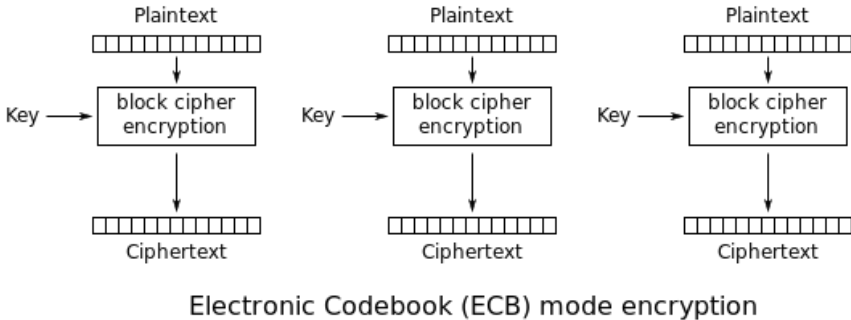 Plaintext Plaintext Plaintext
Key block cipher encryption Key block cipher encryption Key block cipher encryption
Ciphertext Ciphertext Ciphertext
Electronic Codebook (ECB) mode encryption